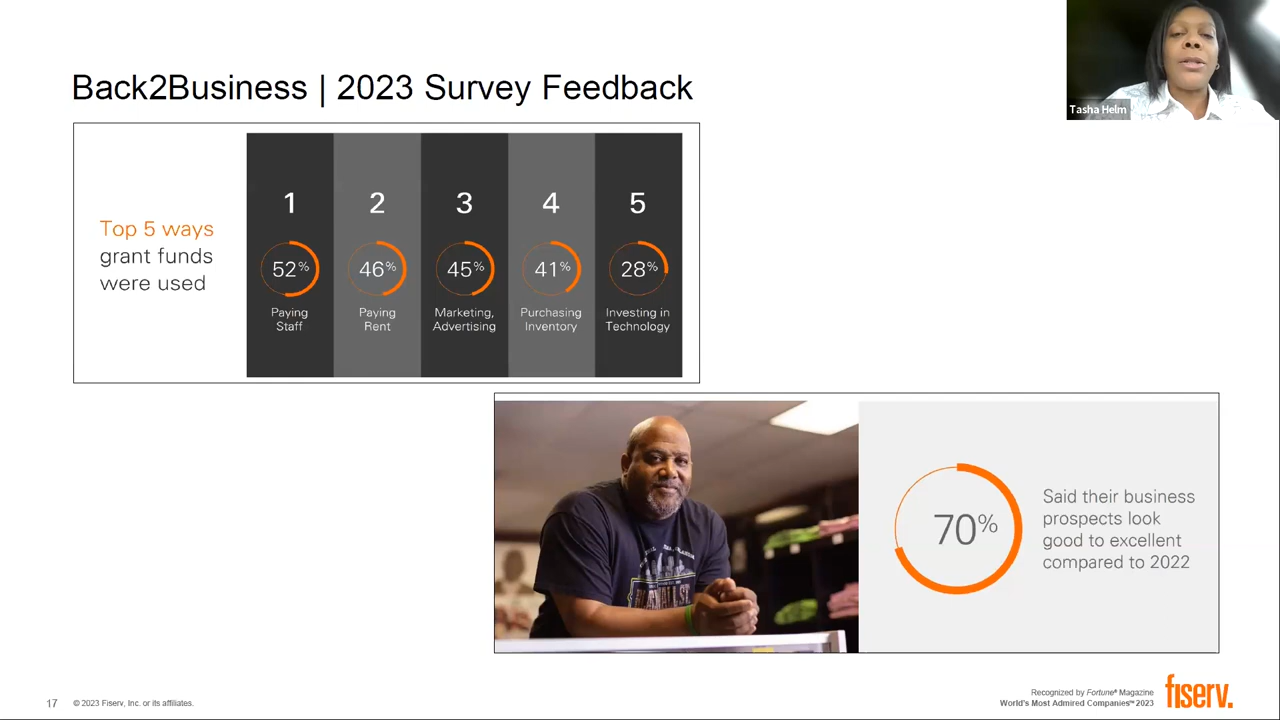 Back2Business | 2023 Survey Feedback
Tasha Helm
Top 5 ways
grant funds
were used
1
52%
Paying
Staff
2
46%
Paying
Rent
3
45%
Marketing,
Advertising
4
41%
Purchasing
Inventory
5
28%
Investing in
Technology
70%
Said their business
prospects look
good to excellent
compared to 2022
17
© 2023 Fiserv, Inc. or its affiliates.
Recognized by Fortune® Magazine
World's Most Admired Companies™ 2023
fiserv.